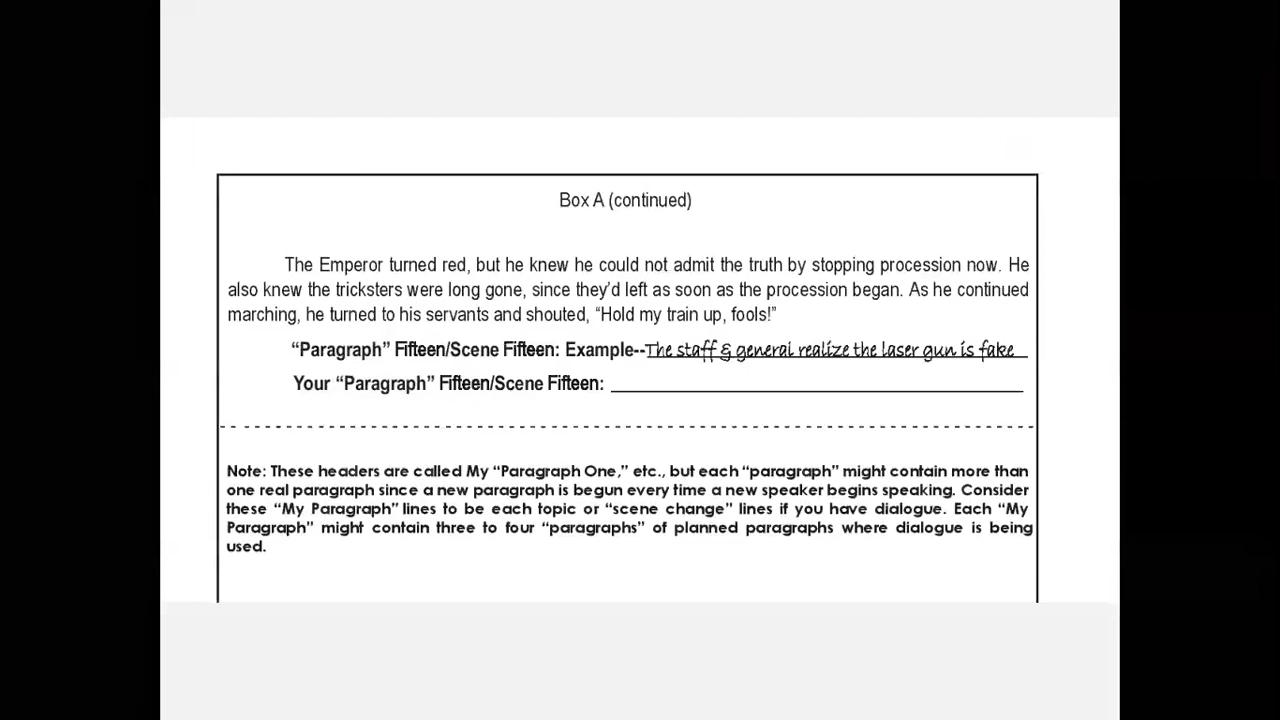 Box A (continued)
The Emperor turned red, but he knew he could not admit the truth by stopping procession now. He
also knew the tricksters were long gone, since they'd left as soon as the procession began. As he continued
marching, he turned to his servants and shouted, “Hold my train up, fools!”
“Paragraph” Fifteen/Scene Fifteen: Example--The staff & general realize the laser gun is fake
Your “Paragraph” Fifteen/Scene Fifteen:
Note: These headers are called My “Paragraph One,” etc., but each “paragraph” might contain more than
one real paragraph since a new paragraph is begun every time a new speaker begins speaking. Consider
these “My Paragraph” lines to be each topic or “scene change” lines if you have dialogue. Each “My
Paragraph” might contain three to four “paragraphs” of planned paragraphs where dialogue is being
used.